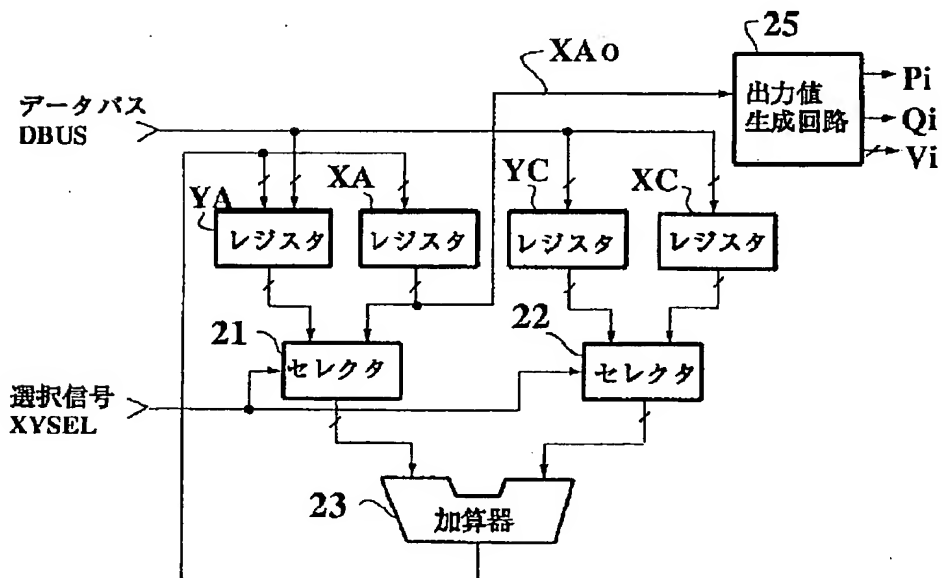 25
XAo
出力値
生成回路
Pi
Qi
Vi
データバス
DBUS
YA
XA
YC
XC
レジスタ
レジスタ
レジスタ
レジスタ
21
22
セレクタ
セレクタ
選択信号
XYSEL
23
加算器